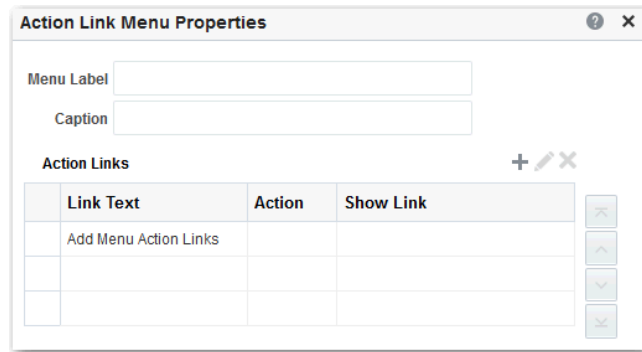 Action Link Menu Properties
Menu Label
Caption
Action Links
Link Text Action Show Link
Add Menu Action Links